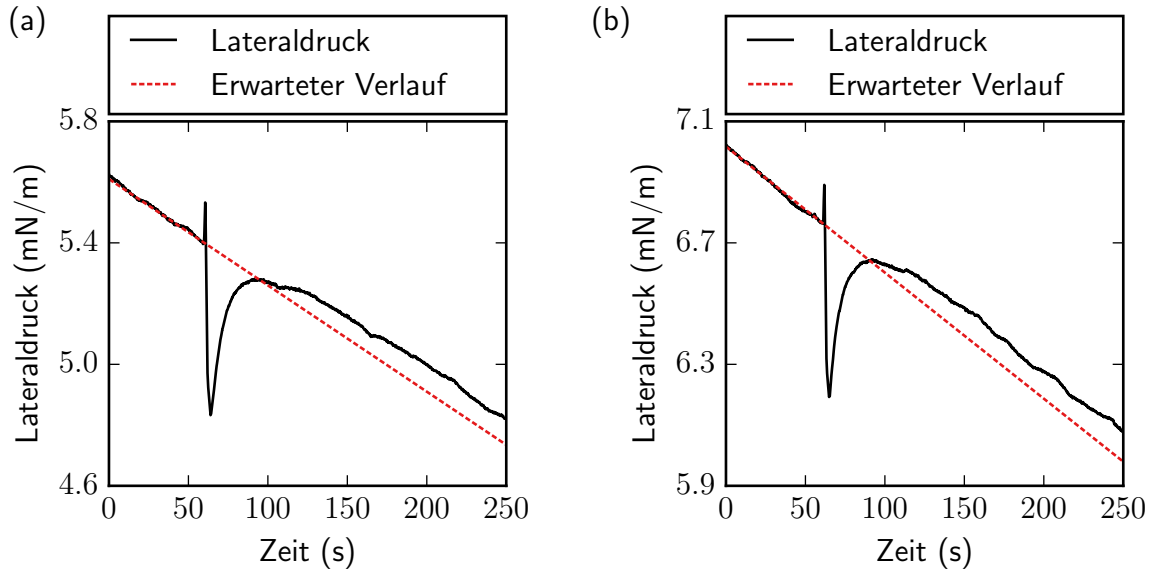 (a)
Lateraldruck
Erwarteter Verlauf
5.8
5.4
5.0
4.6
Lateraldruck (mN/m)
0 50 100 150 200 250
Zeit (s)
(b)
Lateraldruck
Erwarteter Verlauf
7.1
6.7
6.3
5.9
Lateraldruck (mN/m)
0 50 100 150 200 250
Zeit (s)